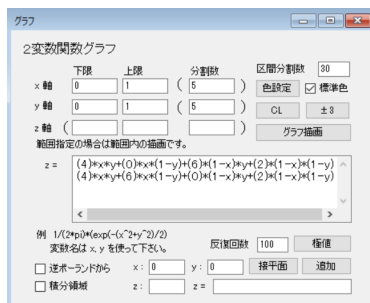 グラフ
2変数関数グラフ
下限 上限 分割数 区間分割数 30
x 軸 0 1 ( 5 ) 色設定 標準色
y 軸 0 1 ( 5 ) CL ±3
z 軸 ( ) グラフ描画
範囲指定の場合は範囲内の描画です。
z = (4)*x*y+(0)*x*(1-y)+(6)*(1-x)*y+(2)*(1-x)*(1-y)
(4)*x*y+(6)*x*(1-y)+(0)*(1-x)*y+(2)*(1-x)*(1-y)
例 1/(2*pi)*(exp(-(x^2+y^2)/2)
変数名は x, y を使って下さい。 反復回数 100 極値
逆ポーランドから x : 0 y : 0 接平面 追加
積分領域 z : z =